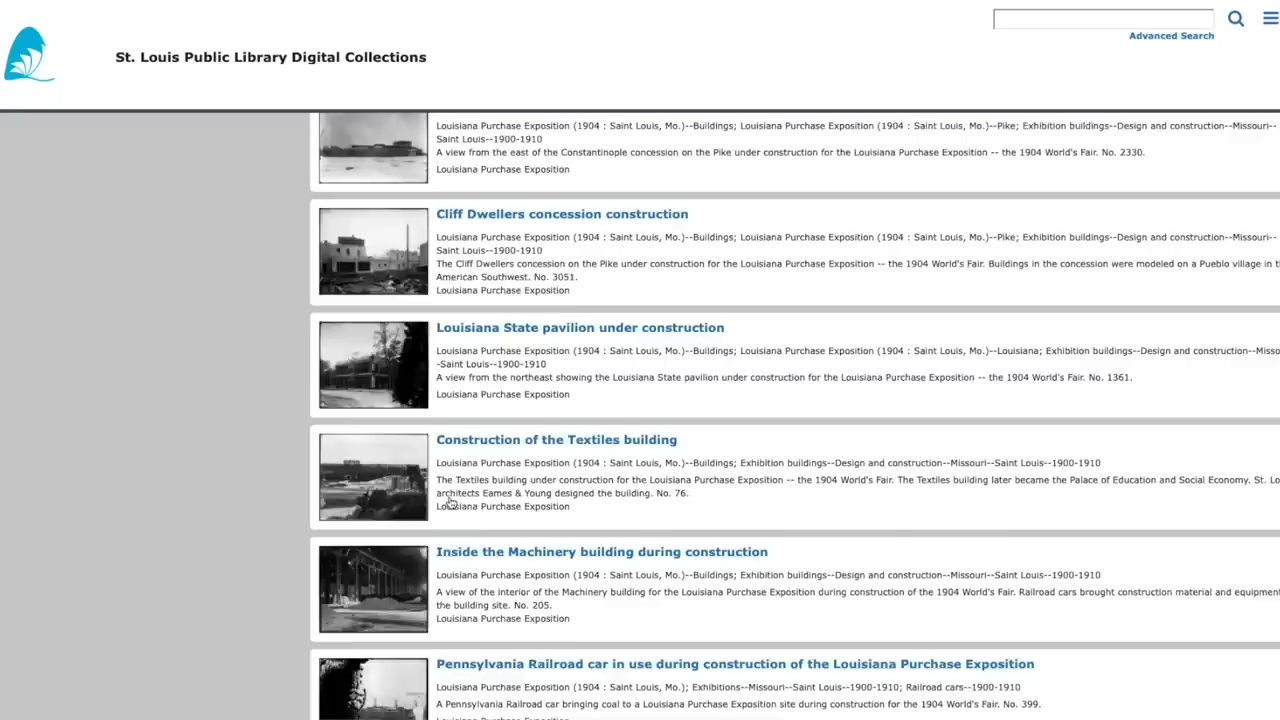 Advanced Search
St. Louis Public Library Digital Collections
Louisiana Purchase Exposition (1904 : Saint Louis, Mo.)--Buildings; Louisiana Purchase Exposition (1904 : Saint Louis, Mo.)--Pike; Exhibition buildings--Design and construction--Missouri--
Saint Louis--1900-1910
A view from the east of the Constantinople concession on the Pike under construction for the Louisiana Purchase Exposition -- the 1904 World's Fair. No. 2330.
Louisiana Purchase Exposition
Cliff Dwellers concession construction
Louisiana Purchase Exposition (1904 : Saint Louis, Mo.)--Buildings; Louisiana Purchase Exposition (1904 : Saint Louis, Mo.)--Pike; Exhibition buildings--Design and construction--Missouri--
Saint Louis--1900-1910
The Cliff Dwellers concession on the Pike under construction for the Louisiana Purchase Exposition -- the 1904 World's Fair. Buildings in the concession were modeled on a Pueblo village in
American Southwest. No. 3051.
Louisiana Purchase Exposition
Louisiana State pavilion under construction
Louisiana Purchase Exposition (1904 : Saint Louis, Mo.)--Buildings; Louisiana Purchase Exposition (1904 : Saint Louis, Mo.)--Louisiana; Exhibition buildings--Design and construction--Misso
-Saint Louis--1900-1910
A view from the northeast showing the Louisiana State pavilion under construction for the Louisiana Purchase Exposition -- the 1904 World's Fair. No. 1361.
Louisiana Purchase Exposition
Construction of the Textiles building
Louisiana Purchase Exposition (1904 : Saint Louis, Mo.)--Buildings; Exhibition buildings--Design and construction--Missouri--Saint Louis--1900-1910
The Textiles building under construction for the Louisiana Purchase Exposition -- the 1904 World's Fair. The Textiles building later became the Palace of Education and Social Economy. St. Lo
architects Eames & Young designed the building. No. 76.
Louisiana Purchase Exposition
Inside the Machinery building during construction
Louisiana Purchase Exposition (1904 : Saint Louis, Mo.)--Buildings; Exhibition buildings--Design and construction--Missouri--Saint Louis--1900-1910
A view of the interior of the Machinery building for the Louisiana Purchase Exposition during construction of the 1904 World's Fair. Railroad cars brought construction material and equipment
the building site. No. 205.
Louisiana Purchase Exposition
Pennsylvania Railroad car in use during construction of the Louisiana Purchase Exposition
Louisiana Purchase Exposition (1904 : Saint Louis, Mo.); Exhibitions--Missouri--Saint Louis--1900-1910; Railroad cars--1900-1910
A Pennsylvania Railroad car bringing coal to a Louisiana Purchase Exposition site during construction for the 1904 World's Fair. No. 399.